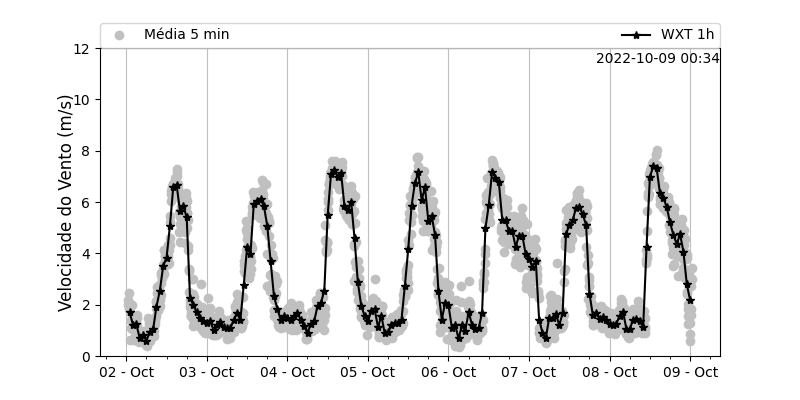 Média 5 min
WXT 1h
2022-10-09 00:34
Velocidade do Vento (m/s)
12
10
8
6
4
2
0
02 - Oct
03 - Oct
04 - Oct
05 - Oct
06 - Oct
07 - Oct
08 - Oct
09 - Oct